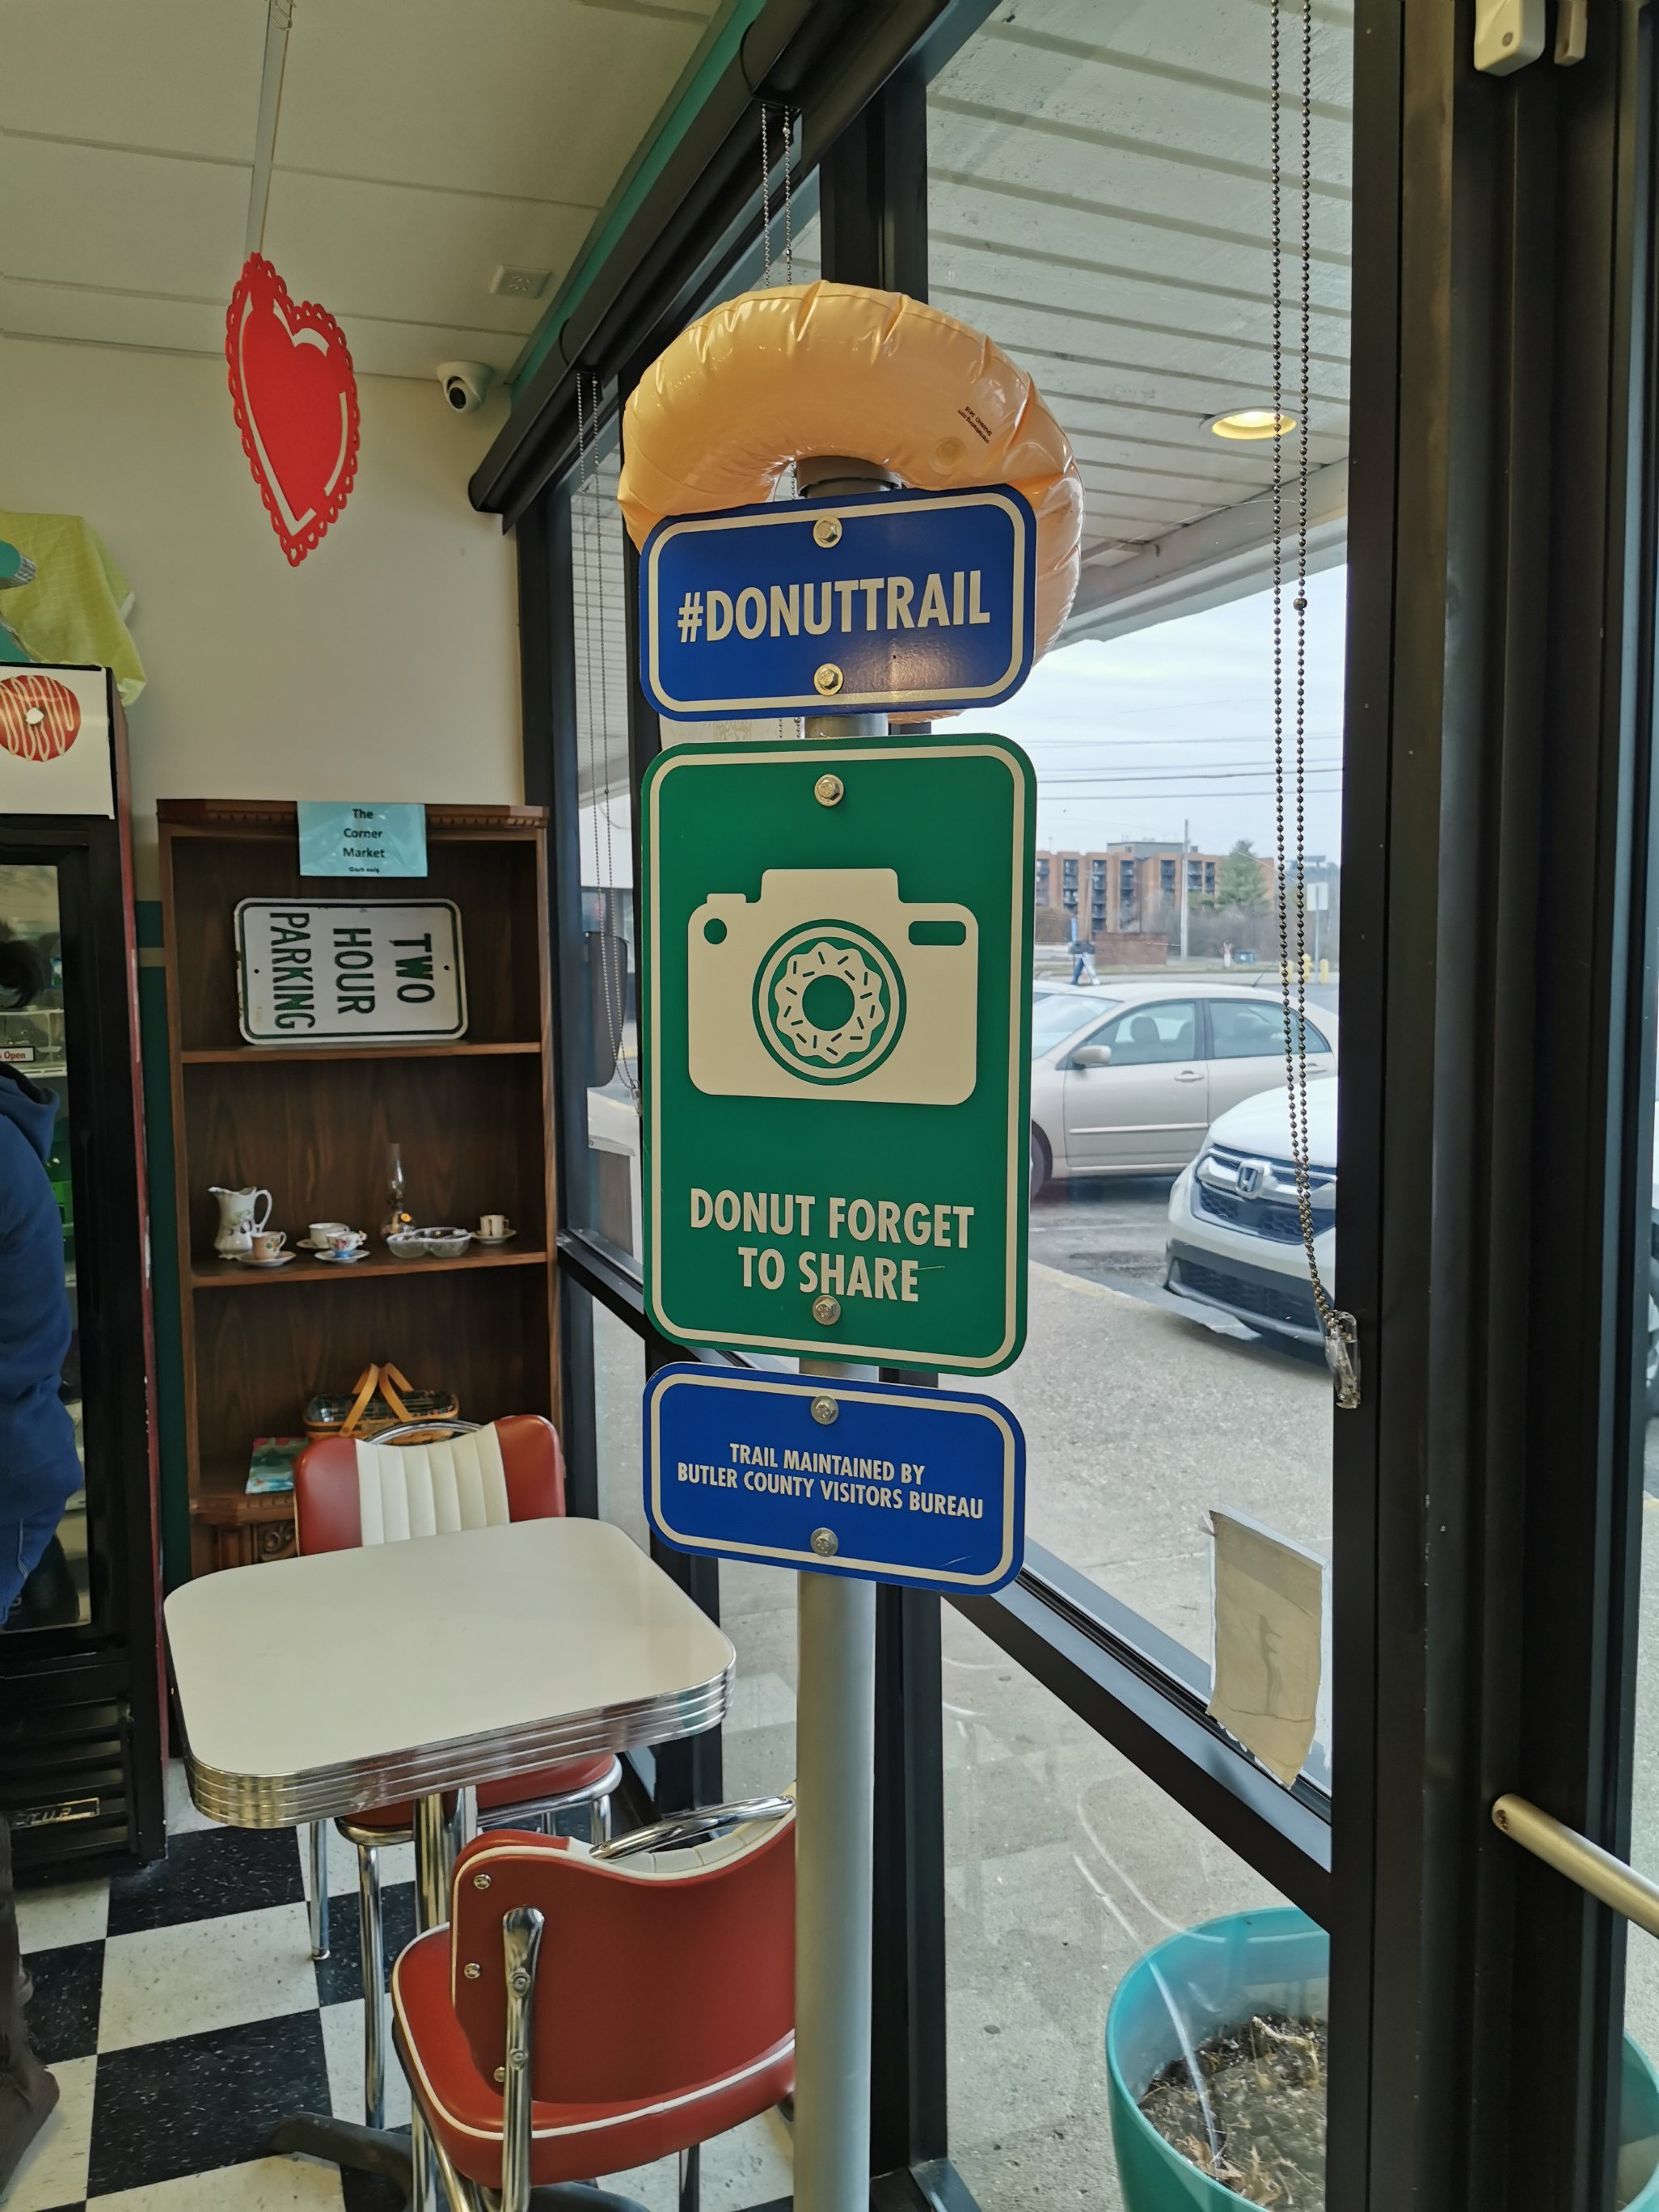 #DONUTTRAIL
DONUT FORGET
TO SHARE
TRAIL MAINTAINED BY
BUTLER COUNTY VISITORS BUREAU
The
Corner
Market
TWO
HOUR
PARKING
Open